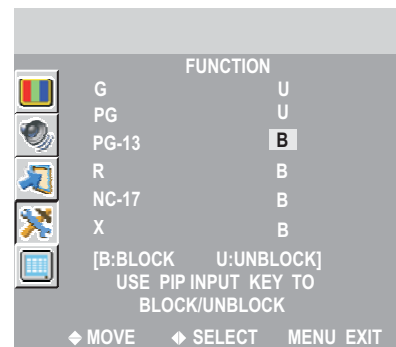 FUNCTION
G U
PG U
PG-13 B
R B
NC-17 B
X B
[B:BLOCK U:UNBLOCK]
USE PIP INPUT KEY TO
BLOCK/UNBLOCK
MOVE SELECT MENU EXIT